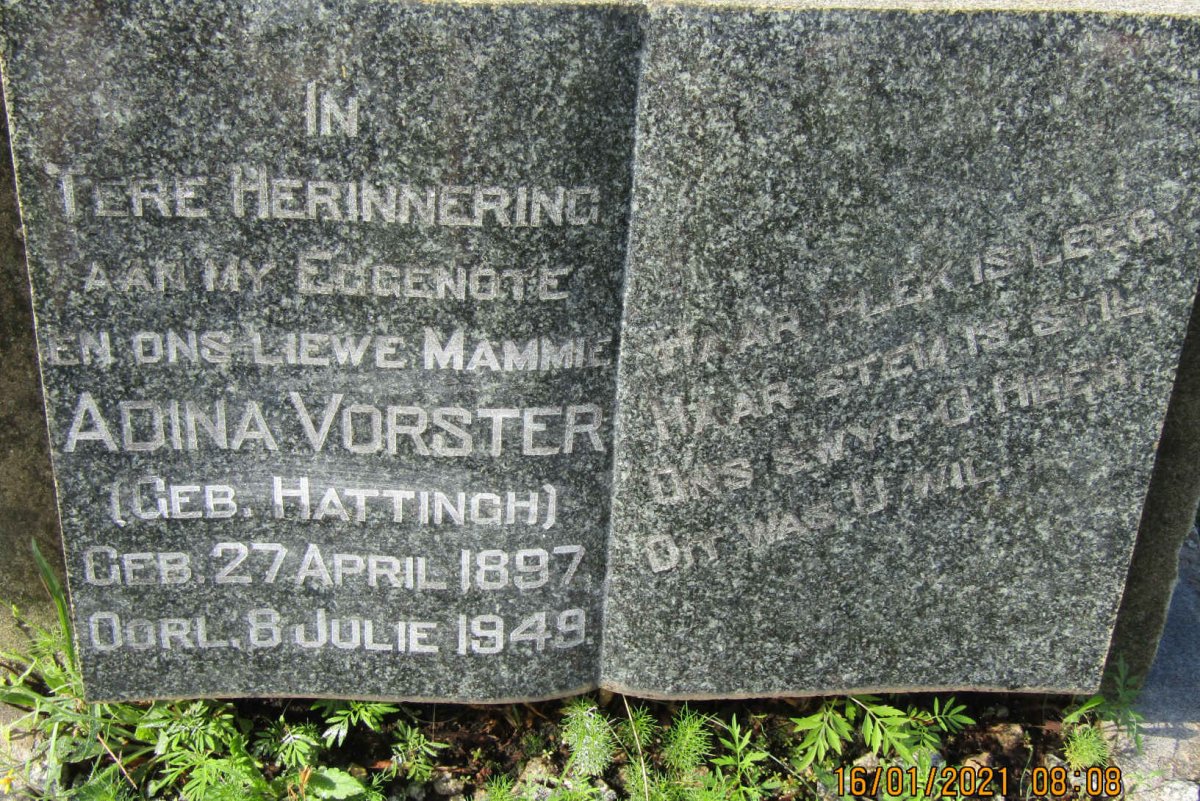 IN
TERE HERINNERING
AAN MY EGGENOTE
EN ONS LIEWE MAMMIE
ADINA VORSTER
(GEB. HATTINGH)
GEB. 27 APRIL 1897
OORL. 8 JULIE 1949.
HAAR PLEK IS LEEG
HAAR STEM IS STIL,
ONS SWYG O HEER!
DIT WAS U WIL.
16/01/2021 08:08